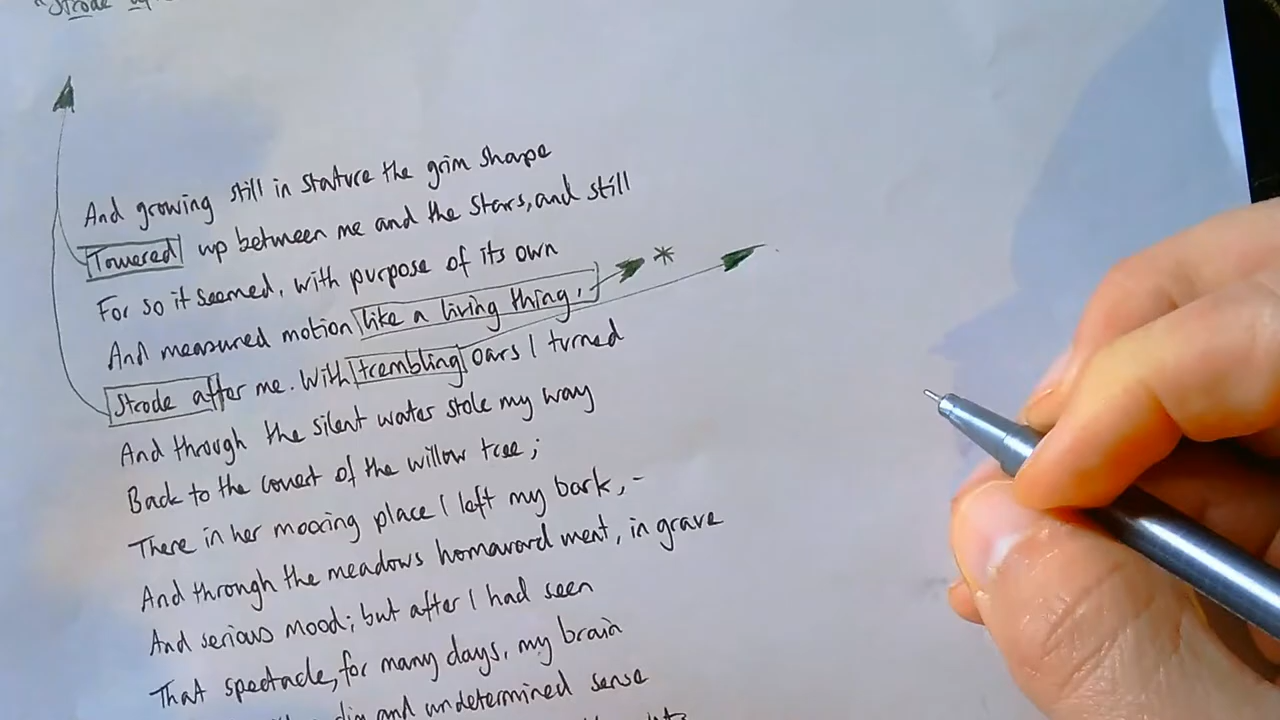 "Strode
And growing still in stature the grim shape
Towered up between me and the stars, and still
For so it seemed, with purpose of its own
And measured motion like a living thing, *
Strode after me. With trembling oars I turned
And through the silent water stole my way
Back to the covert of the willow tree;
There in her mooring place I left my bark,-
And through the meadows homeward went, in grave
And serious mood; but after I had seen
That spectacle, for many days, my brain
dim and undetermined sense